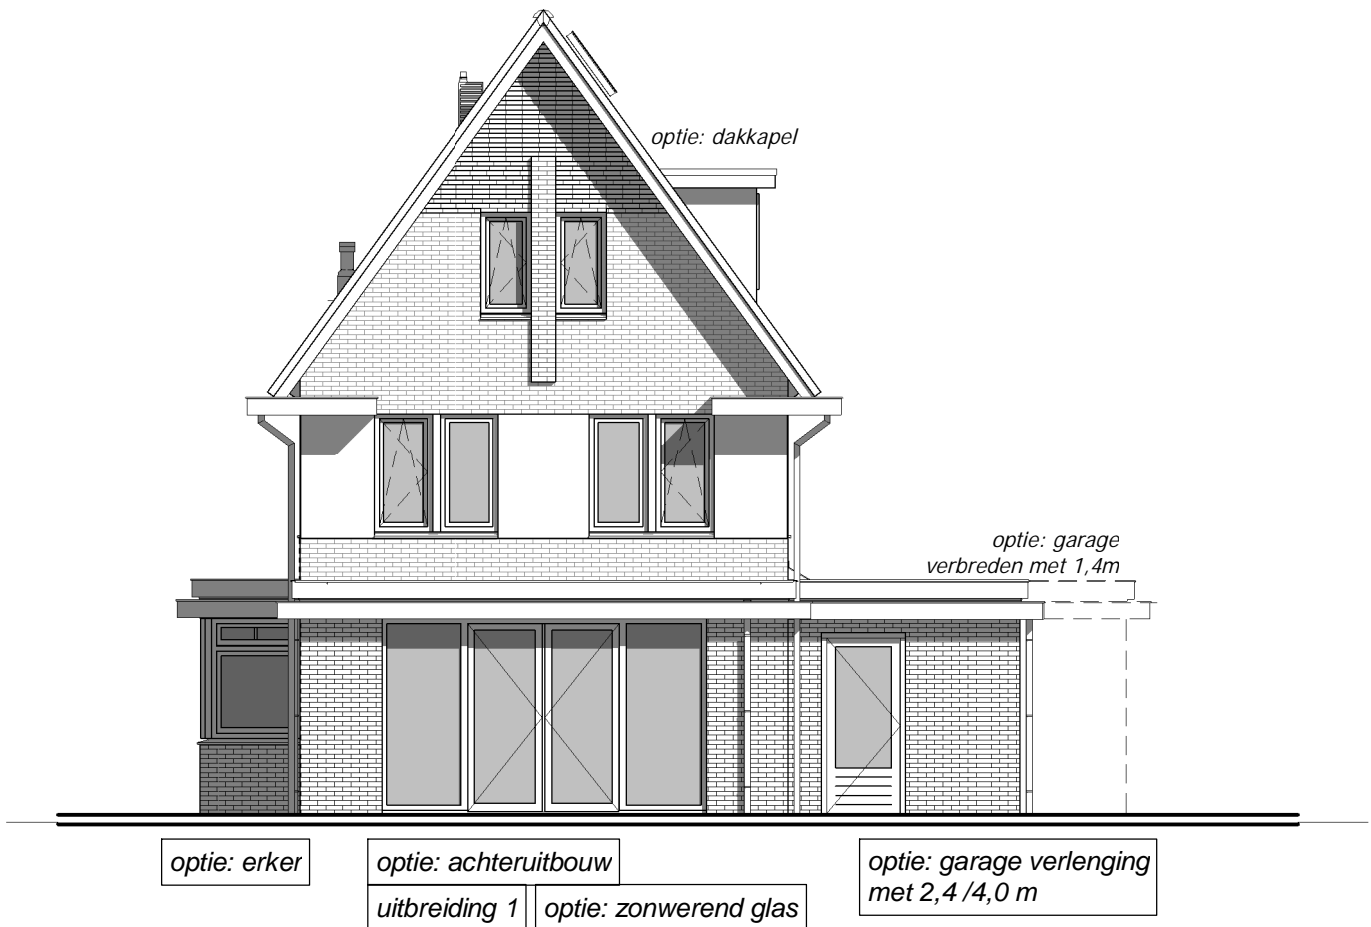 optie: dakkapel
optie: garage
verbreden met 1,4m
optie: erker
optie: achteruitbouw
optie: garage verlenging
met 2,4 /4,0 m
uitbreiding 1
optie: zonwerend glas